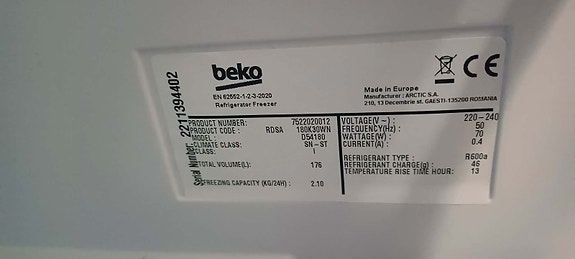 beko
EN 62552-1-2-3-2020
Refrigerator Freezer
Made in Europe
Manufacturer : ARCTIC S.A.
210, 13 Decembrie st. GAESTI-135200 ROMANIA
CE
Serial Number 2211394402
PRODUCT NUMBER: 7522020012
PRODUCT CODE : RDSA 180K30WN
MODEL : D54180
CLIMATE CLASS: SN-ST
CLASS: I
TOTAL VOLUME(L): 176
FREEZING CAPACITY (KG/24H) : 2.10
VOLTAGE(V~): 220-240
FREQUENCY(HZ): 50
WATTAGE(W): 70
CURRENT(A): 0.4
REFRIGERANT TYPE : R600a
REFRIGERANT CHARGE(g): 46
TEMPERATURE RISE TIME HOUR: 13